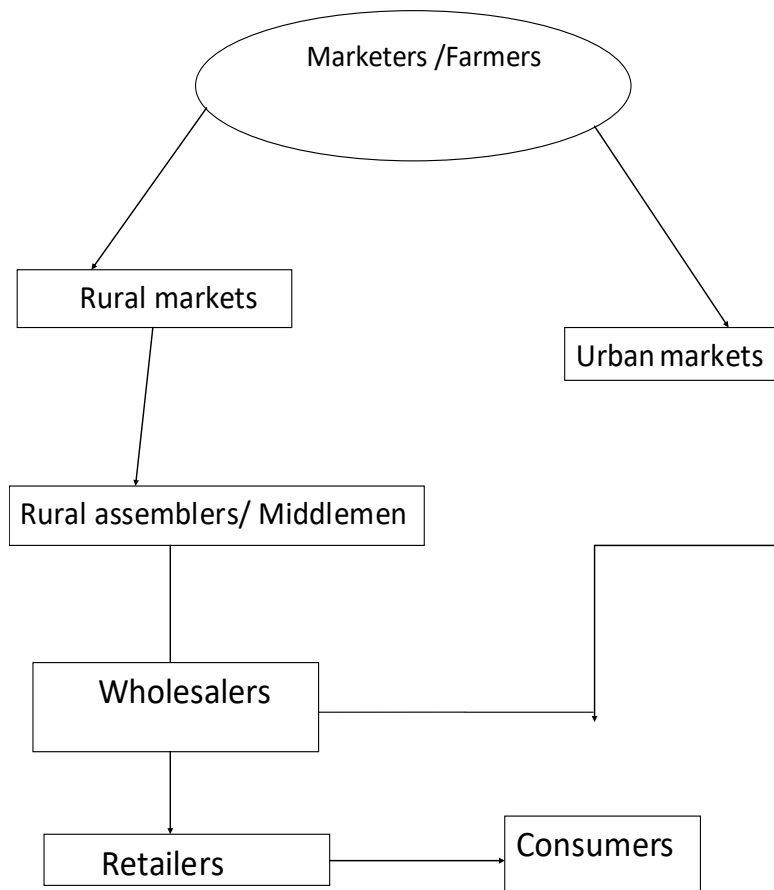 Marketers /Farmers
Rural markets
Urban markets
Rural assemblers/ Middlemen
Wholesalers
Retailers
Consumers